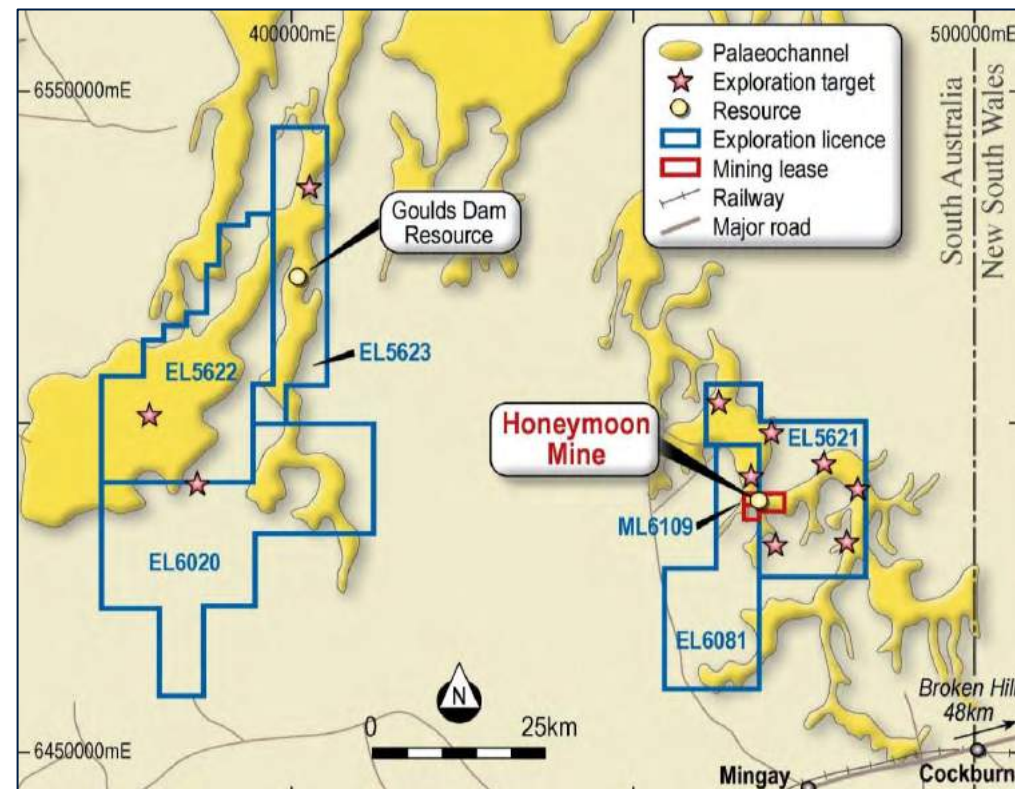 400000mE
500000mE
6550000mE
Palaeochannel
Exploration target
Resource
Exploration licence
Mining lease
Railway
Major road
South Australia
New South Wales
Goulds Dam
Resource
EL5623
EL5622
Honeymoon
Mine
EL5621
ML6109
EL6020
EL6081
N
0
25km
Broken Hill
48km
6450000mE
Mingay
Cockburn